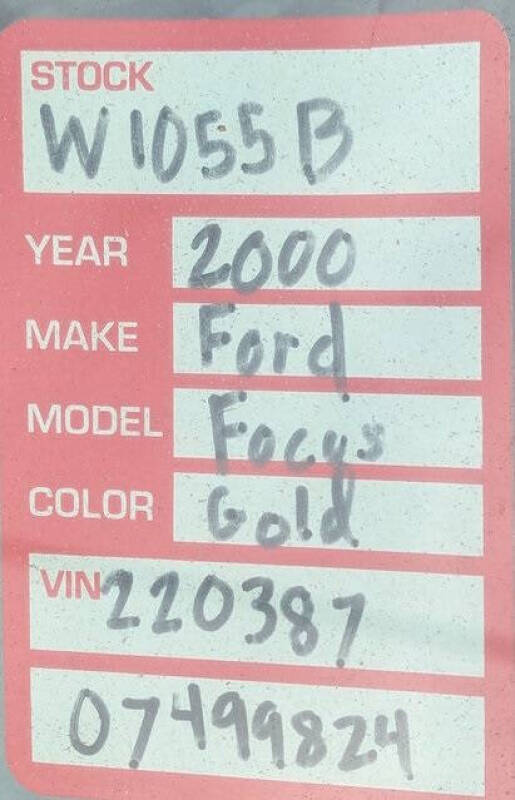 STOCK
W1055B
YEAR 2000
MAKE Ford
MODEL Focus
COLOR Gold
VIN 220387
07499824